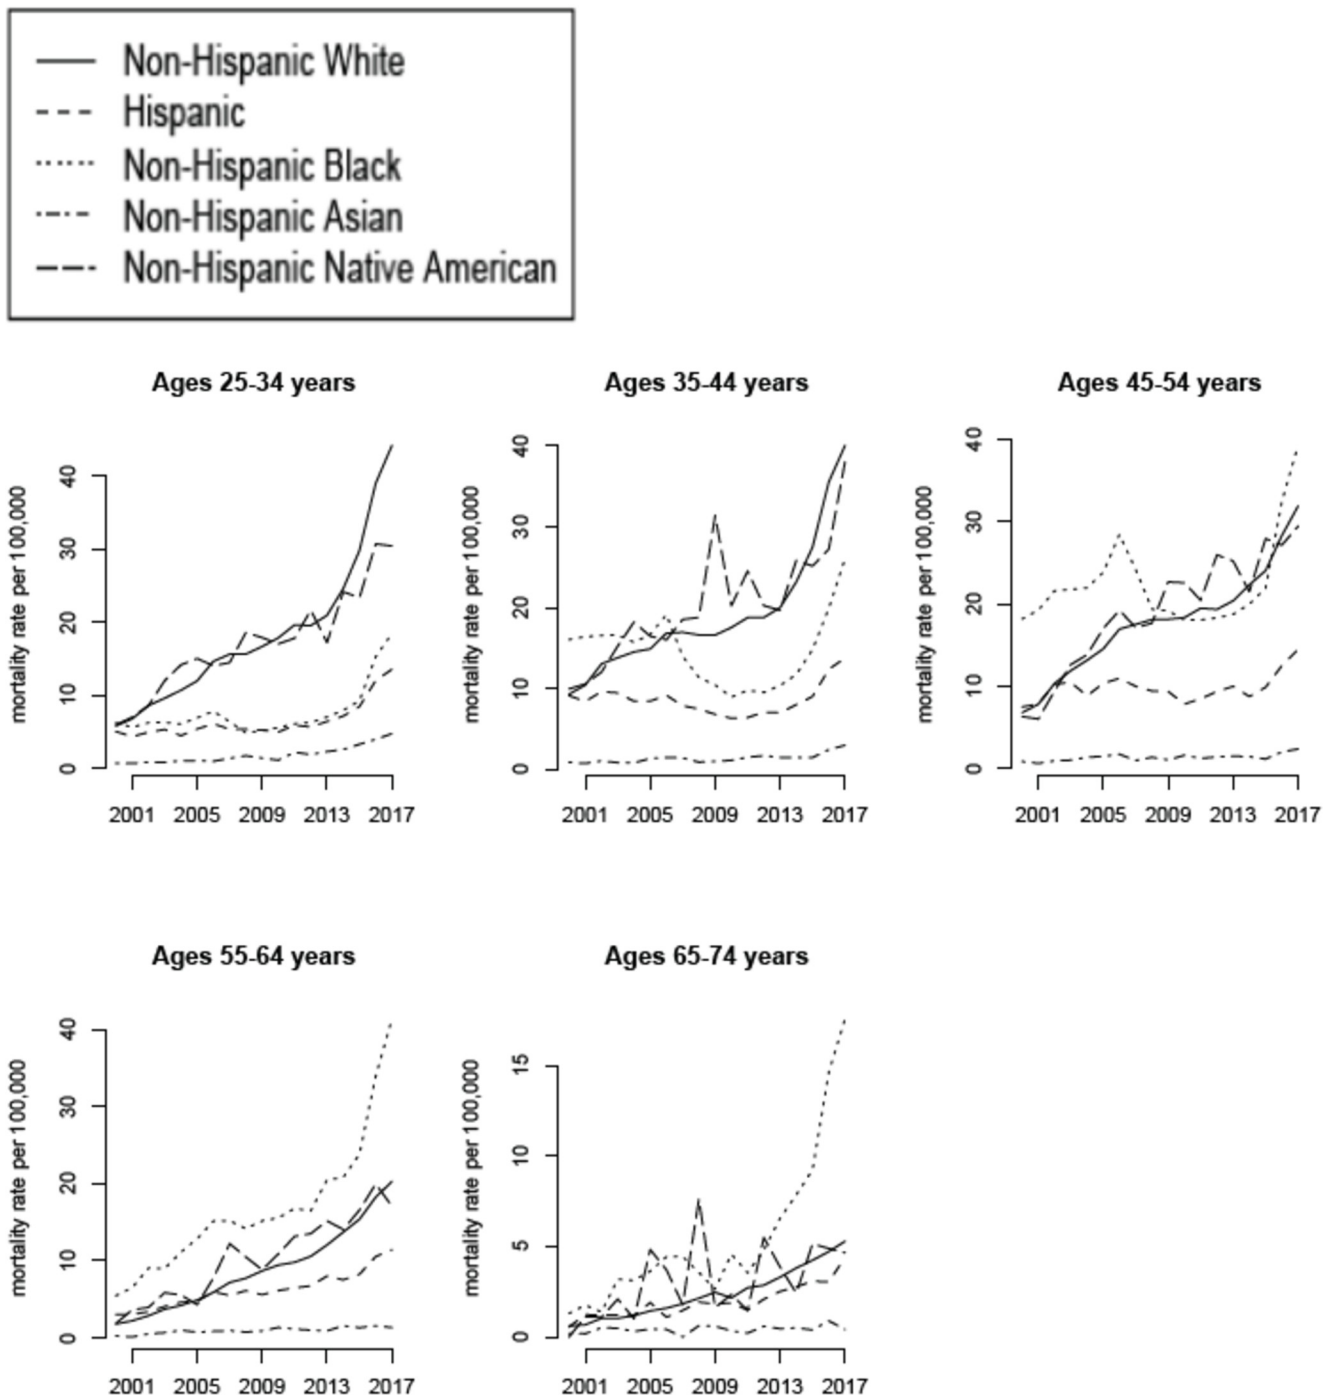 Non-Hispanic White
Hispanic
Non-Hispanic Black
Non-Hispanic Asian
Non-Hispanic Native American
Ages 25-34 years
mortality rate per 100,000
0
10
20
30
40
2001 2005 2009 2013 2017
Ages 35-44 years
mortality rate per 100,000
0
10
20
30
40
2001 2005 2009 2013 2017
Ages 45-54 years
mortality rate per 100,000
0
10
20
30
40
2001 2005 2009 2013 2017
Ages 55-64 years
mortality rate per 100,000
0
10
20
30
40
2001 2005 2009 2013 2017
Ages 65-74 years
mortality rate per 100,000
0
5
10
15
2001 2005 2009 2013 2017